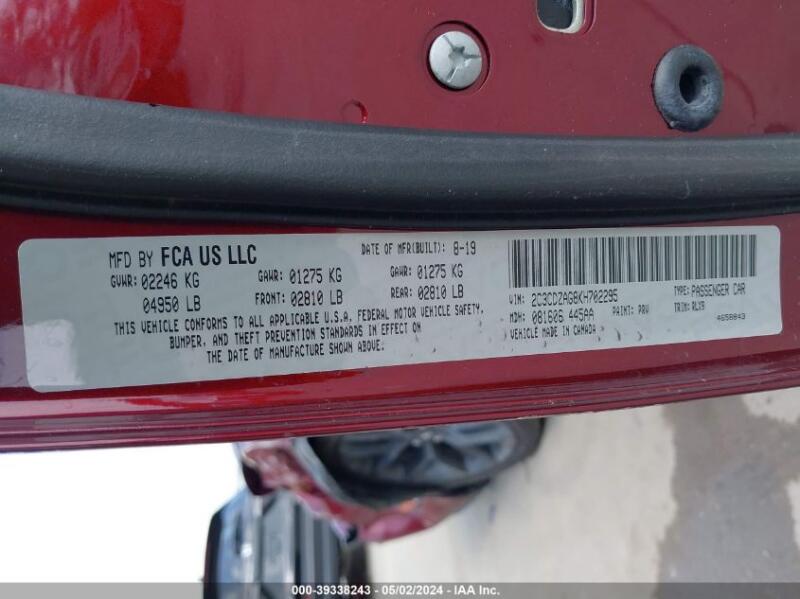 MFD BY FCA US LLC
DATE OF MFR(BUILT): 8-19
GVWR: 02246 KG
GAWR: 01275 KG
GAWR: 01275 KG
04950 LB
FRONT: 02810 LB
REAR: 02810 LB
THIS VEHICLE CONFORMS TO ALL APPLICABLE U.S.A. FEDERAL MOTOR VEHICLE SAFETY,
BUMPER, AND THEFT PREVENTION STANDARDS IN EFFECT ON
THE DATE OF MANUFACTURE SHOWN ABOVE.
VIN: 2C3CDZAG8KH702295
TYPE: PASSENGER CAR
MDH: 081606 445AA
PAINT: PRV
TRIM: RLX9
VEHICLE MADE IN CANADA
4658843
000-39338243 - 05/02/2024 - IAA Inc.